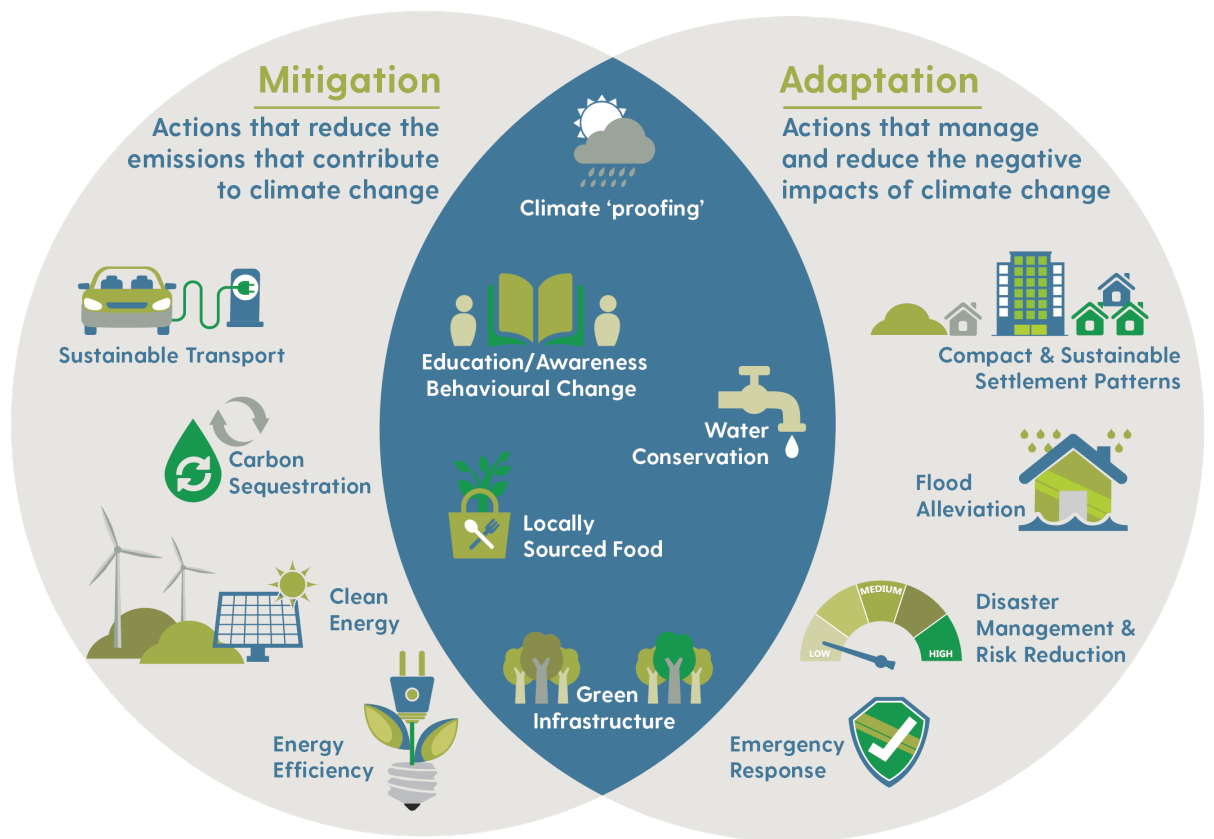 Mitigation
Actions that reduce the
emissions that contribute
to climate change
Sustainable Transport
Carbon
Sequestration
Clean
Energy
Energy
Efficiency
Climate ‘proofing’
Education/Awareness
Behavioural Change
Water
Conservation
Locally
Sourced Food
Green
Infrastructure
Adaptation
Actions that manage
and reduce the negative
impacts of climate change
Compact & Sustainable
Settlement Patterns
Flood
Alleviation
MEDIUM
LOW
HIGH
Disaster
Management &
Risk Reduction
Emergency
Response